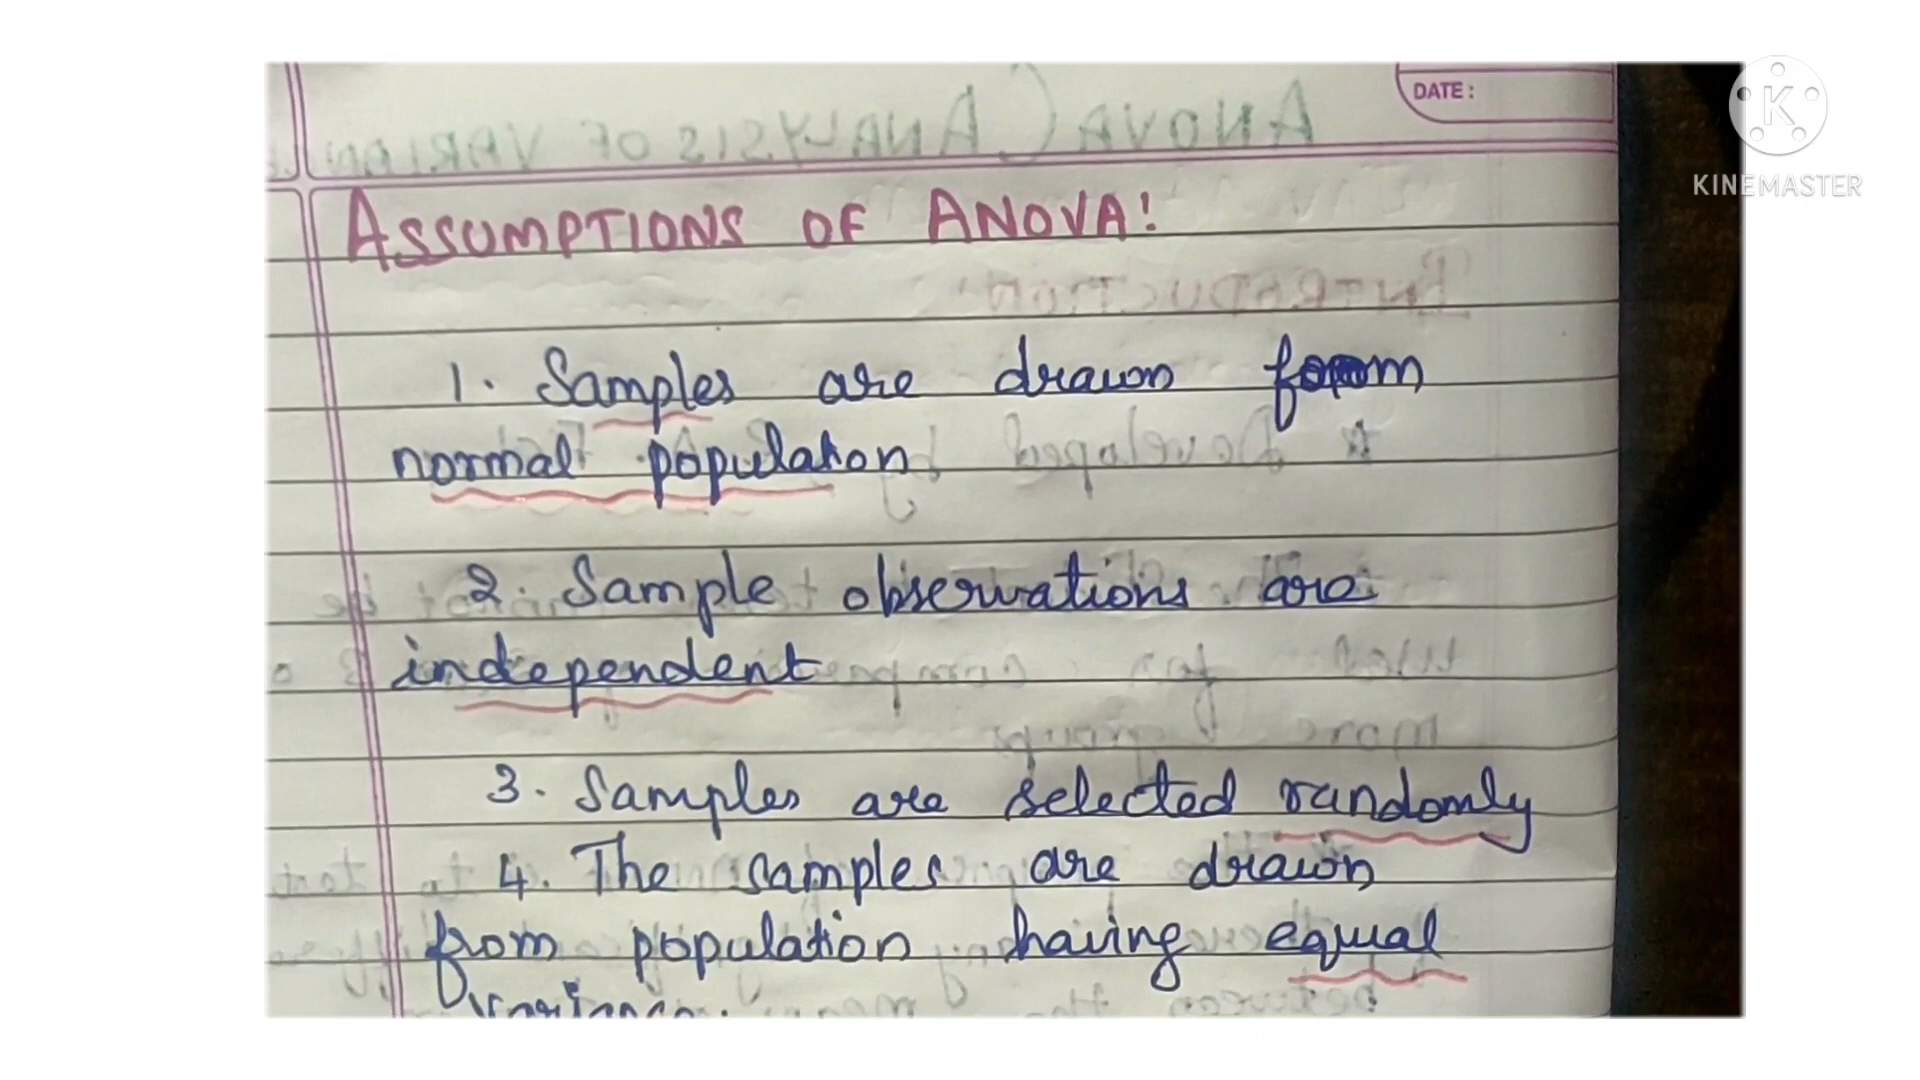 DATE:
KINEMASTER
ASSUMPTIONS OF ANOVA:
1. Samples are drawn from
normal population
2. Sample observations are
independent
3. Samples are selected randomly
4. The samples are drawn
from population having equal
variance.